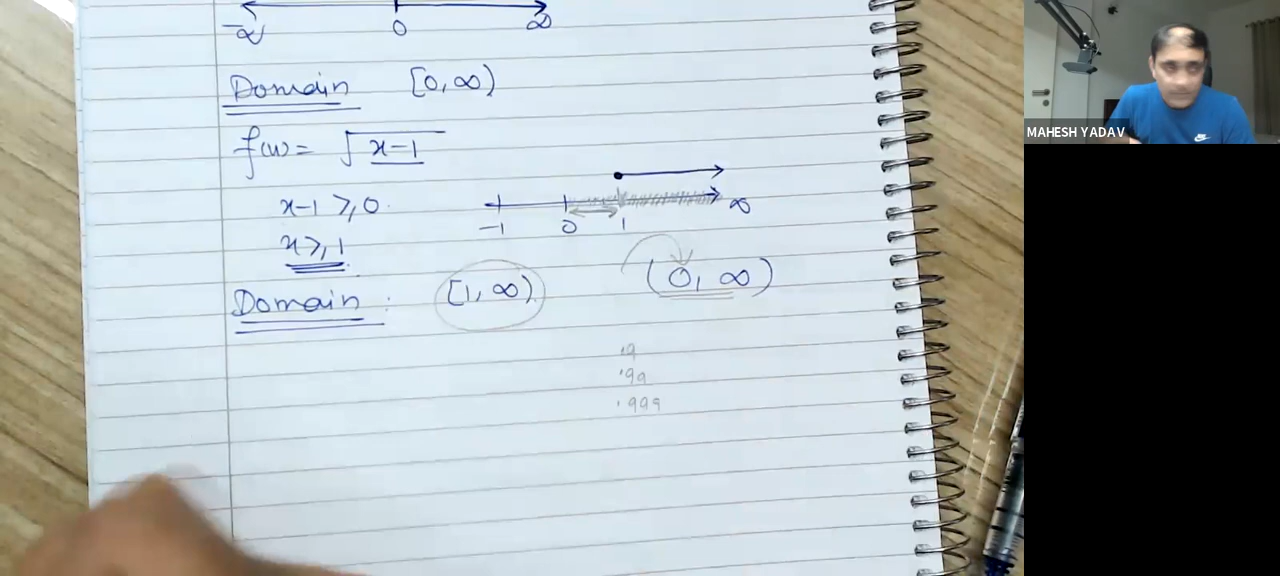 -∞ 0 ∞
Domain [0, ∞)
f(x) = √x-1
x-1 ≥ 0
-1 0 1 ∞
x ≥ 1
Domain : [1, ∞) (0, ∞)
.9
.99
.999
MAHESH YADAV